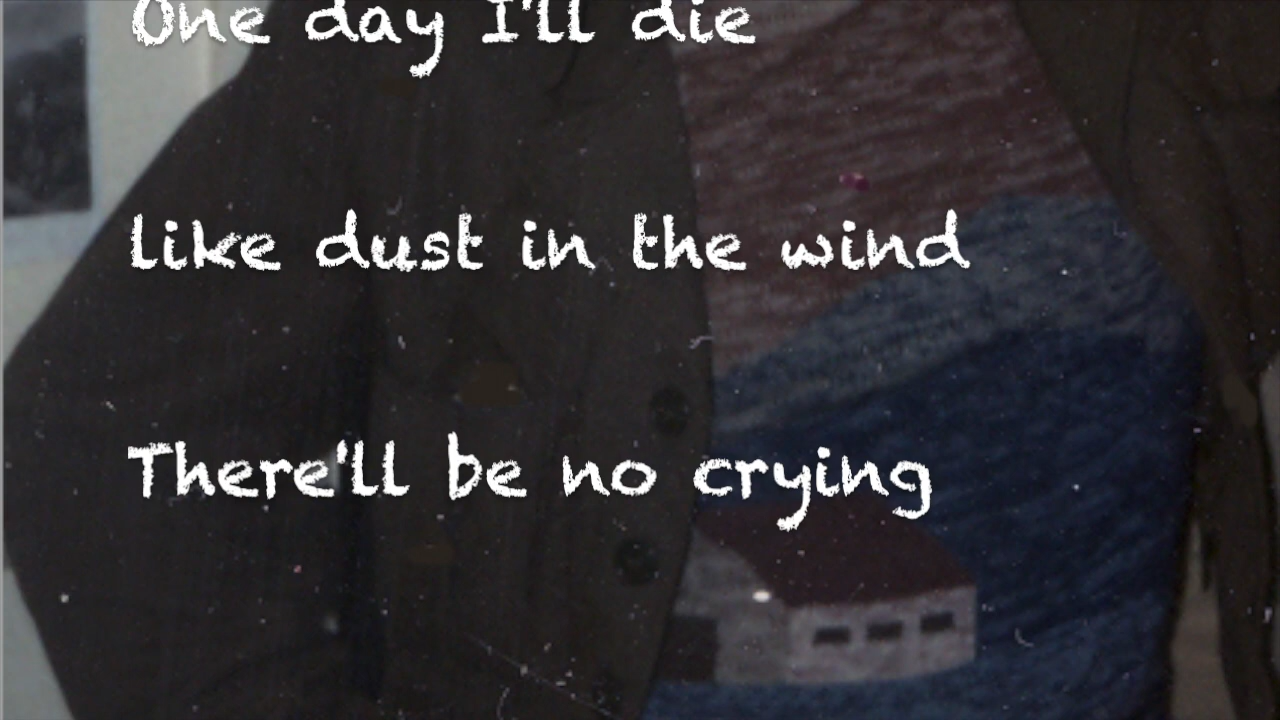 One day I'll die
like dust in the wind
There'll be no crying